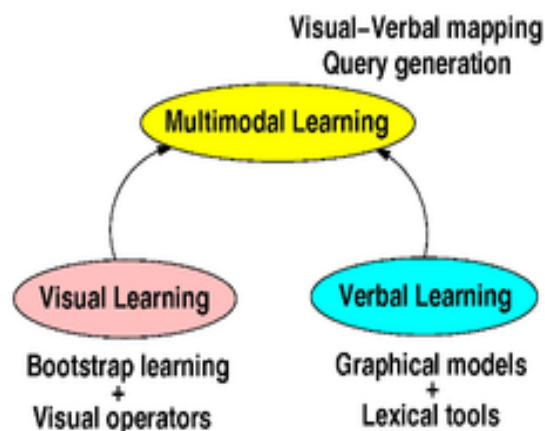 Visual-Verbal mapping
Query generation
Multimodal Learning
Visual Learning
Verbal Learning
Bootstrap learning
+
Visual operators
Graphical models
+
Lexical tools